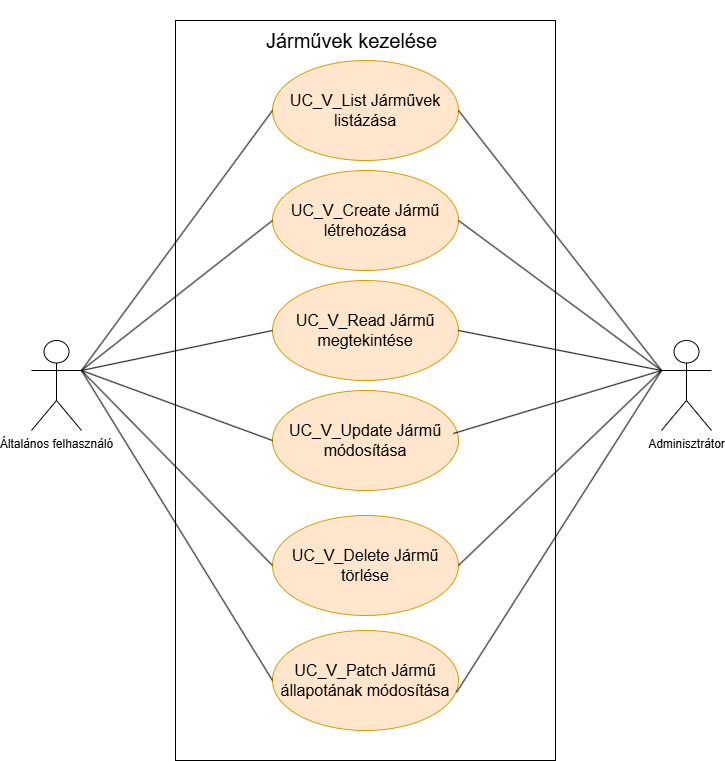 Járművek kezelése
UC_V_List Járművek
listázása
UC_V_Create Jármű
létrehozása
UC_V_Read Jármű
megtekintése
UC_V_Update Jármű
módosítása
UC_V_Delete Jármű
törlése
UC_V_Patch Jármű
állapotának módosítása
Általános felhasználó
Adminisztrátor